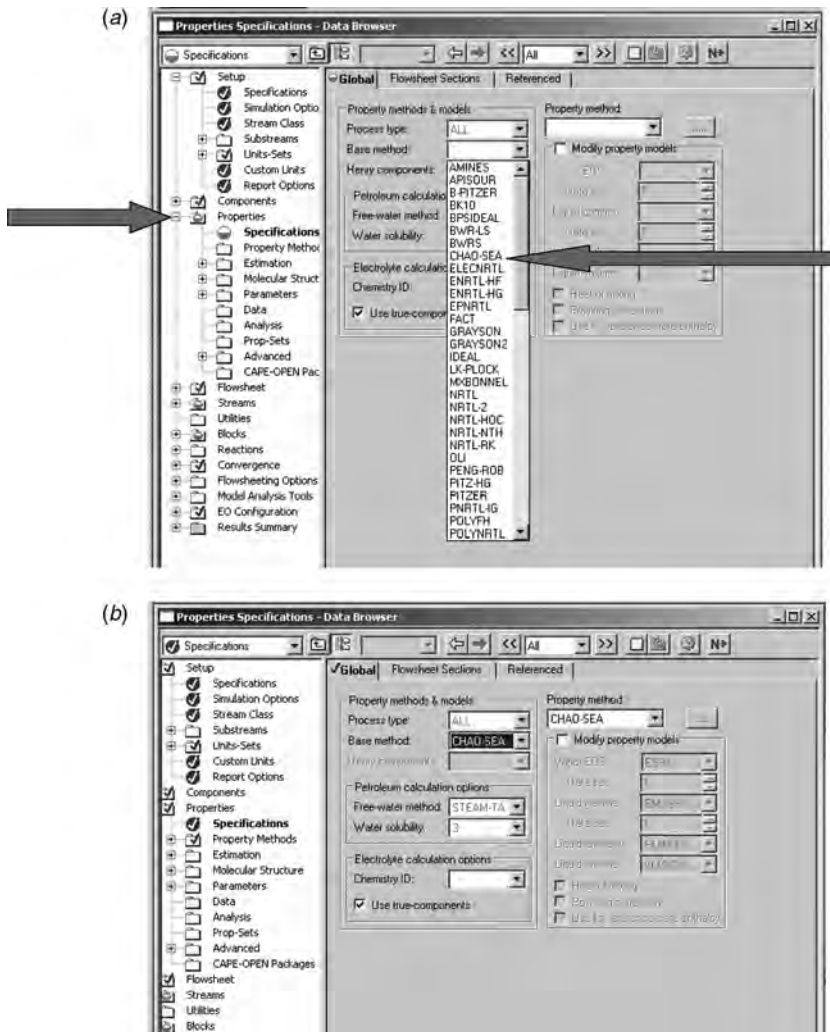 (a)
Properties Specifications - Data Browser
Specifications
All
N>
Setup
Specifications
Simulation Optio
Stream Class
Substreams
Units-Sets
Custom Units
Report Options
Components
Properties
Specifications
Property Method
Estimation
Molecular Struct
Parameters
Data
Analysis
Prop-Sets
Advanced
CAPE-OPEN Pac
Flowsheet
Streams
Utilities
Blocks
Reactions
Convergence
Flowsheeting Options
Model Analysis Tools
EO Configuration
Results Summary
Global Flowsheet Sections Referenced
Property methods & models
Process type: ALL
Base method:
Henry components:
Petroleum calculatio
Free-water method
Water solubility:
Electrolyte calculatio
Chemistry ID:
Use true-compor
AMINES
APISOUR
B-PITZER
BK10
BPSIDEAL
BWR-LS
BWRS
CHAO-SEA
ELECNRTL
ENRTL-HF
ENRTL-HG
EPNRTL
FACT
GRAYSON
GRAYSON2
IDEAL
LK-PLOCK
MXBONNEL
NRTL
NRTL-2
NRTL-HOC
NRTL-NTH
NRTL-RK
OLI
PENG-ROB
PITZ-HG
PITZER
PNRTL-IG
POLYFH
POLYNRTL
Property method:
Modify property models
(b)
Properties Specifications - Data Browser
Specifications
All
N>
Setup
Specifications
Simulation Options
Stream Class
Substreams
Units-Sets
Custom Units
Report Options
Components
Properties
Specifications
Property Methods
Estimation
Molecular Structure
Parameters
Data
Analysis
Prop-Sets
Advanced
CAPE-OPEN Packages
Flowsheet
Streams
Utilities
Blocks
Global Flowsheet Sections Referenced
Property methods & models
Process type: ALL
Base method: CHAO-SEA
Henry components:
Petroleum calculation options
Free-water method: STEAM-TA
Water solubility: 3
Electrolyte calculation options
Chemistry ID:
Use true-components
Property method:
CHAO-SEA
Modify property models